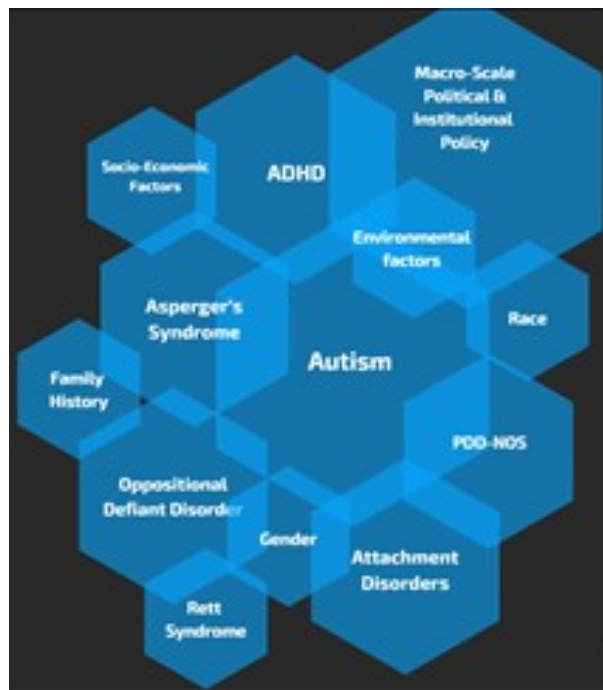 Macro-Scale
Political &
Institutional
Policy
Socio-Economic
Factors
ADHD
Environmental
factors
Asperger's
Syndrome
Race
Autism
Family
History
PDD-NOS
Oppositional
Defiant Disorder
Gender
Attachment
Disorders
Rett
Syndrome